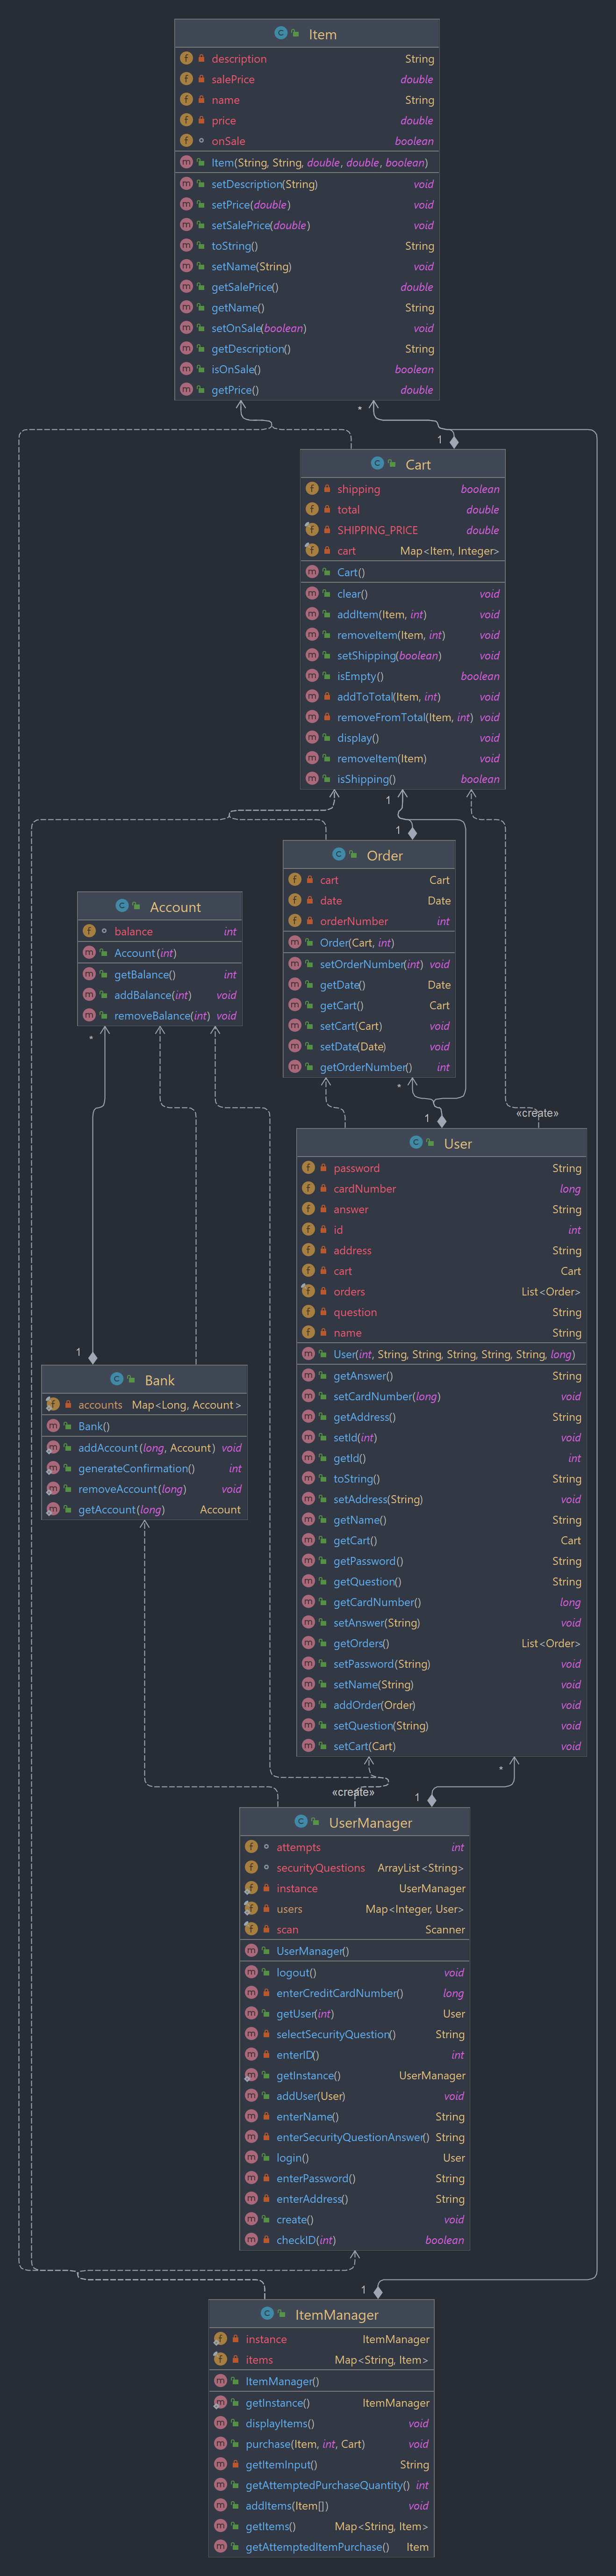 Item
description String
salePrice double
name String
price double
onSale boolean
Item(String, String, double, double, boolean)
setDescription(String) void
setPrice(double) void
setSalePrice(double) void
toString() String
setName(String) void
getSalePrice() double
getName() String
setOnSale(boolean) void
getDescription() String
isOnSale() boolean
getPrice() double
*
1
Cart
shipping boolean
total double
SHIPPING_PRICE double
cart Map<Item, Integer>
Cart()
clear() void
addItem(Item, int) void
removeItem(Item, int) void
setShipping(boolean) void
isEmpty() boolean
addToTotal(Item, int) void
removeFromTotal(Item, int) void
display() void
removeItem(Item) void
isShipping() boolean
1
1
Order
cart Cart
date Date
orderNumber int
Order(Cart, int)
setOrderNumber(int) void
getDate() Date
getCart() Cart
setCart(Cart) void
setDate(Date) void
getOrderNumber() int
Account
balance int
Account(int)
getBalance() int
addBalance(int) void
removeBalance(int) void
*
*
1
«create»
User
password String
cardNumber long
answer String
id int
address String
cart Cart
orders List<Order>
question String
name String
User(int, String, String, String, String, String, long)
getAnswer() String
setCardNumber(long) void
getAddress() String
setId(int) void
getId() int
toString() String
setAddress(String) void
getName() String
getCart() Cart
getPassword() String
getQuestion() String
getCardNumber() long
setAnswer(String) void
getOrders() List<Order>
setPassword(String) void
setName(String) void
addOrder(Order) void
setQuestion(String) void
setCart(Cart) void
1
Bank
accounts Map<Long, Account>
Bank()
addAccount(long, Account) void
generateConfirmation() int
removeAccount(long) void
getAccount(long) Account
*
«create»
1
UserManager
attempts int
securityQuestions ArrayList<String>
instance UserManager
users Map<Integer, User>
scan Scanner
UserManager()
logout() void
enterCreditCardNumber() long
getUser(int) User
selectSecurityQuestion() String
enterID() int
getInstance() UserManager
addUser(User) void
enterName() String
enterSecurityQuestionAnswer() String
login() User
enterPassword() String
enterAddress() String
create() void
checkID(int) boolean
1
ItemManager
instance ItemManager
items Map<String, Item>
ItemManager()
getInstance() ItemManager
displayItems() void
purchase(Item, int, Cart) void
getItemInput() String
getAttemptedPurchaseQuantity() int
addItems(Item[]) void
getItems() Map<String, Item>
getAttemptedItemPurchase() Item